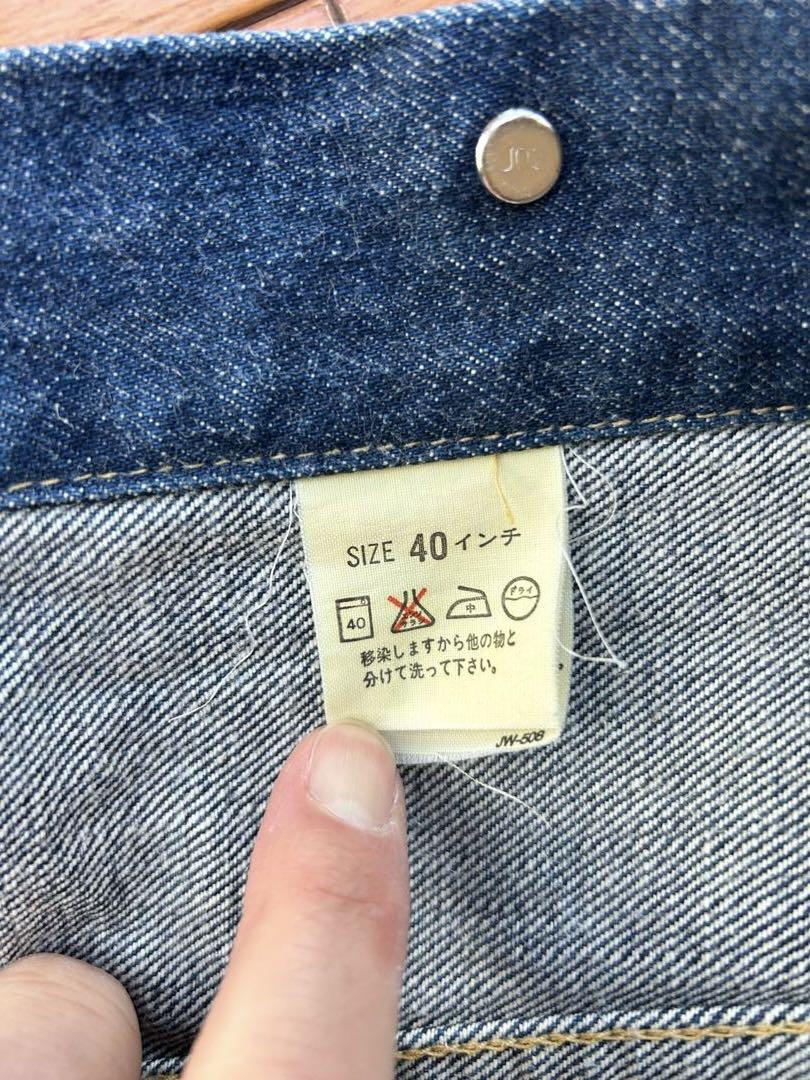 SIZE 40インチ
40
中
ドライ
移染しますから他の物と
分けて洗って下さい。
JW-508